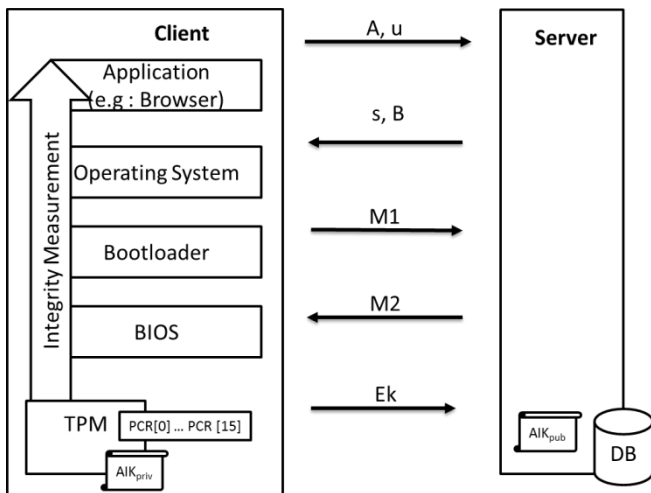 Client
Application
(e.g : Browser)
Operating System
Bootloader
BIOS
Integrity Measurement
TPM
PCR[0] ... PCR [15]
AIKpriv
A, u
s, B
M1
M2
Ek
Server
AIKpub
DB